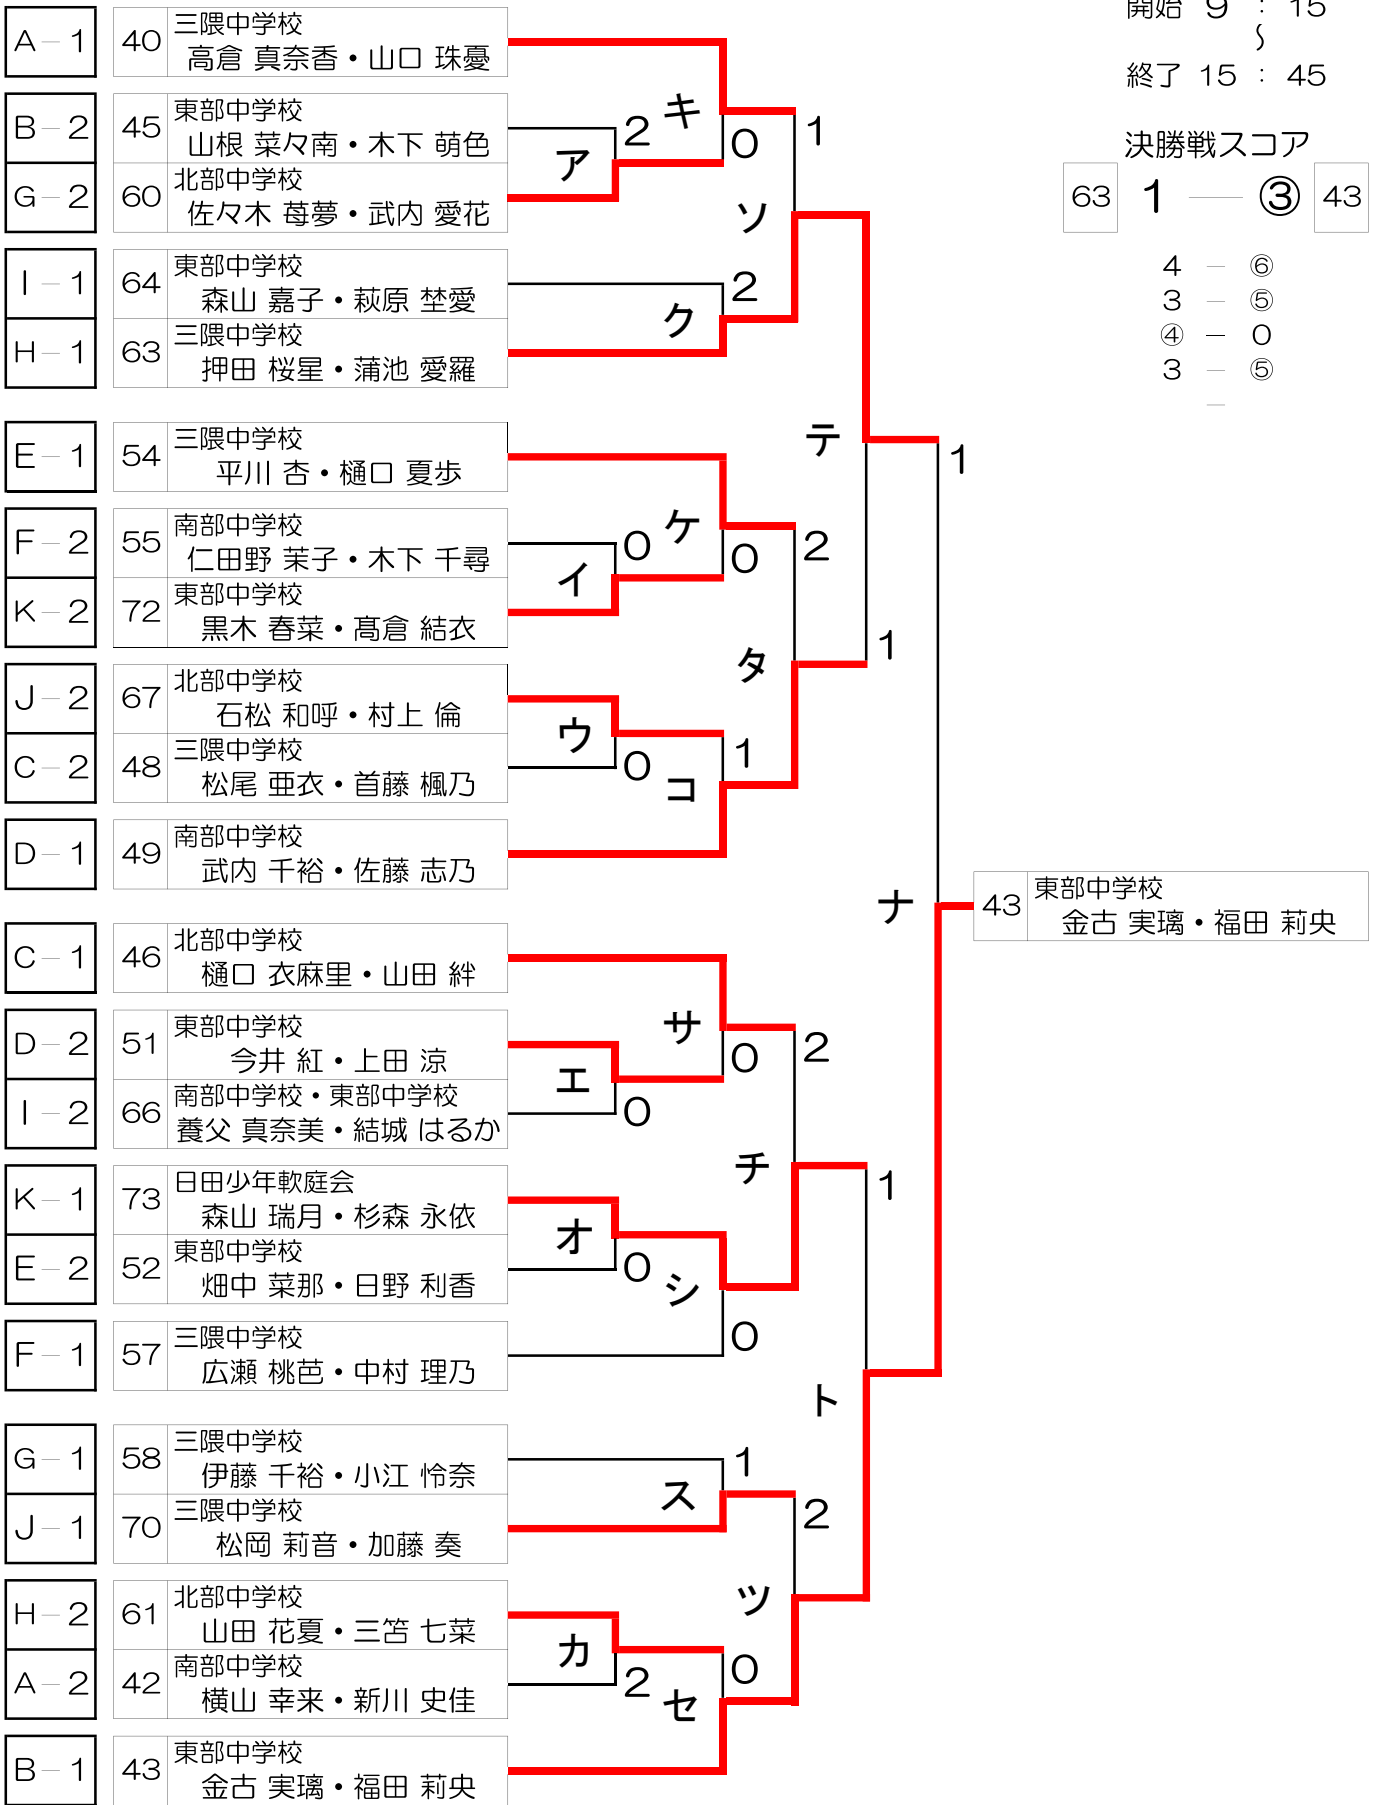 開始 9 : 15
～
終了 15 : 45
決勝戦スコア
63 1 — ③ 43
4 — ⑥
3 — ⑤
④ — 0
3 — ⑤
—
A－1 40 三隈中学校
高倉 真奈香・山口 珠憂
B－2 45 東部中学校
山根 菜々南・木下 萌色
G－2 60 北部中学校
佐々木 苺夢・武内 愛花
I－1 64 東部中学校
森山 嘉子・萩原 埜愛
H－1 63 三隈中学校
押田 桜星・蒲池 愛羅
E－1 54 三隈中学校
平川 杏・樋口 夏歩
F－2 55 南部中学校
仁田野 茉子・木下 千尋
K－2 72 東部中学校
黒木 春菜・髙倉 結衣
J－2 67 北部中学校
石松 和呼・村上 倫
C－2 48 三隈中学校
松尾 亜衣・首藤 楓乃
D－1 49 南部中学校
武内 千裕・佐藤 志乃
C－1 46 北部中学校
樋口 衣麻里・山田 絆
D－2 51 東部中学校
今井 紅・上田 涼
I－2 66 南部中学校・東部中学校
養父 真奈美・結城 はるか
K－1 73 日田少年軟庭会
森山 瑞月・杉森 永依
E－2 52 東部中学校
畑中 菜那・日野 利香
F－1 57 三隈中学校
広瀬 桃芭・中村 理乃
G－1 58 三隈中学校
伊藤 千裕・小江 怜奈
J－1 70 三隈中学校
松岡 莉音・加藤 奏
H－2 61 北部中学校
山田 花夏・三笘 七菜
A－2 42 南部中学校
横山 幸来・新川 史佳
B－1 43 東部中学校
金古 実璃・福田 莉央
ア 2
イ 0
ウ 0
エ 0
オ 0
カ 2
キ 0
ク 2
ケ 0
コ 1
サ 0
シ 0
ス 1
セ 0
ソ 1
タ 2
チ 2
ツ 2
テ 1
ト 1
ナ 1
43 東部中学校
金古 実璃・福田 莉央